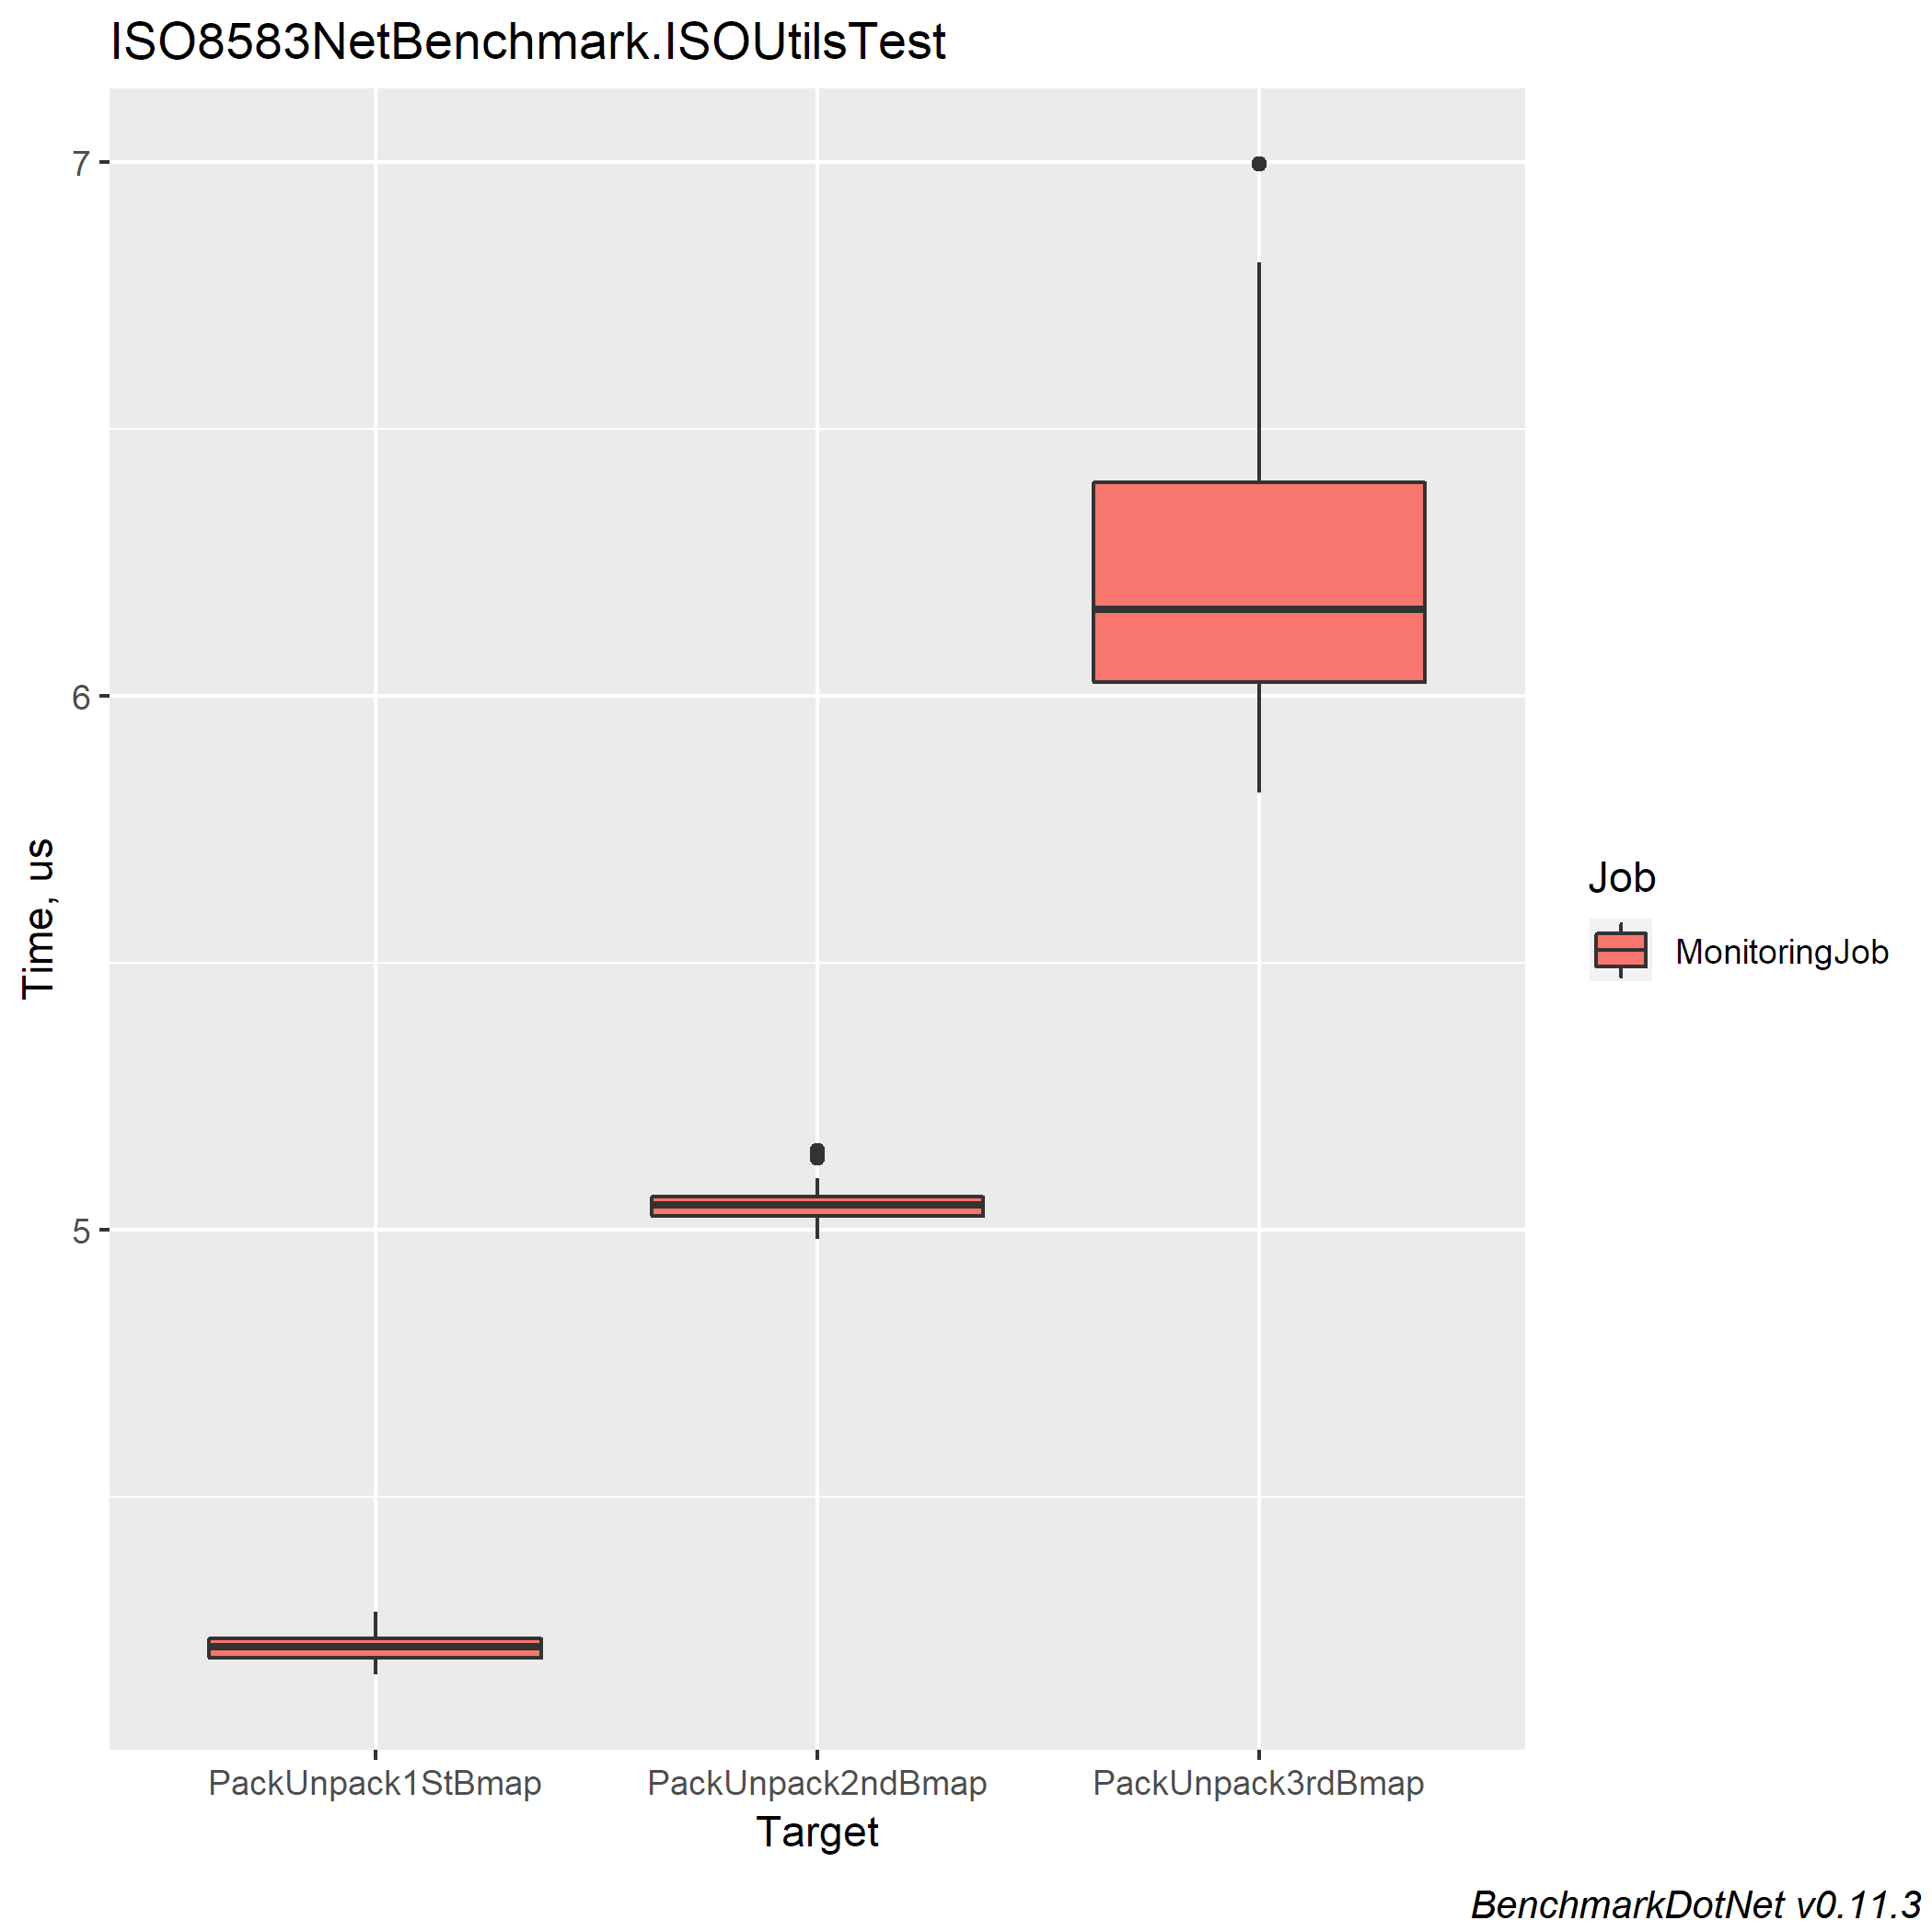 ISO8583NetBenchmark.ISOUtilsTest
7
6
5
Time, us
PackUnpack1StBmap PackUnpack2ndBmap PackUnpack3rdBmap
Target
Job
MonitoringJob
BenchmarkDotNet v0.11.3